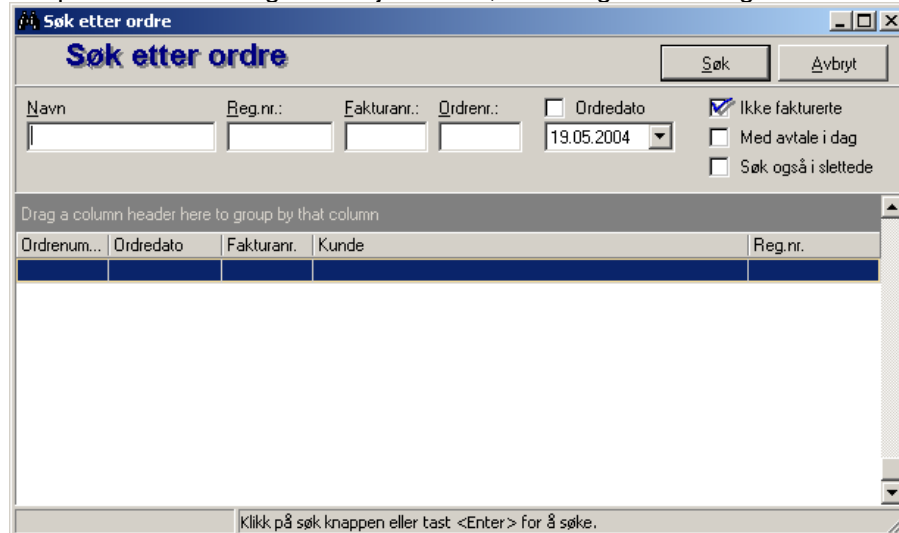 Søk etter ordre
Søk etter ordre
Søk
Avbryt
Navn
Reg.nr.:
Fakturanr.:
Ordrenr.:
Ordredato
Ikke fakturerte
19.05.2004
Med avtale i dag
Søk også i slettede
Drag a column header here to group by that column
Ordrenum... Ordredato Fakturanr. Kunde Reg.nr.
Klikk på søk knappen eller tast <Enter> for å søke.